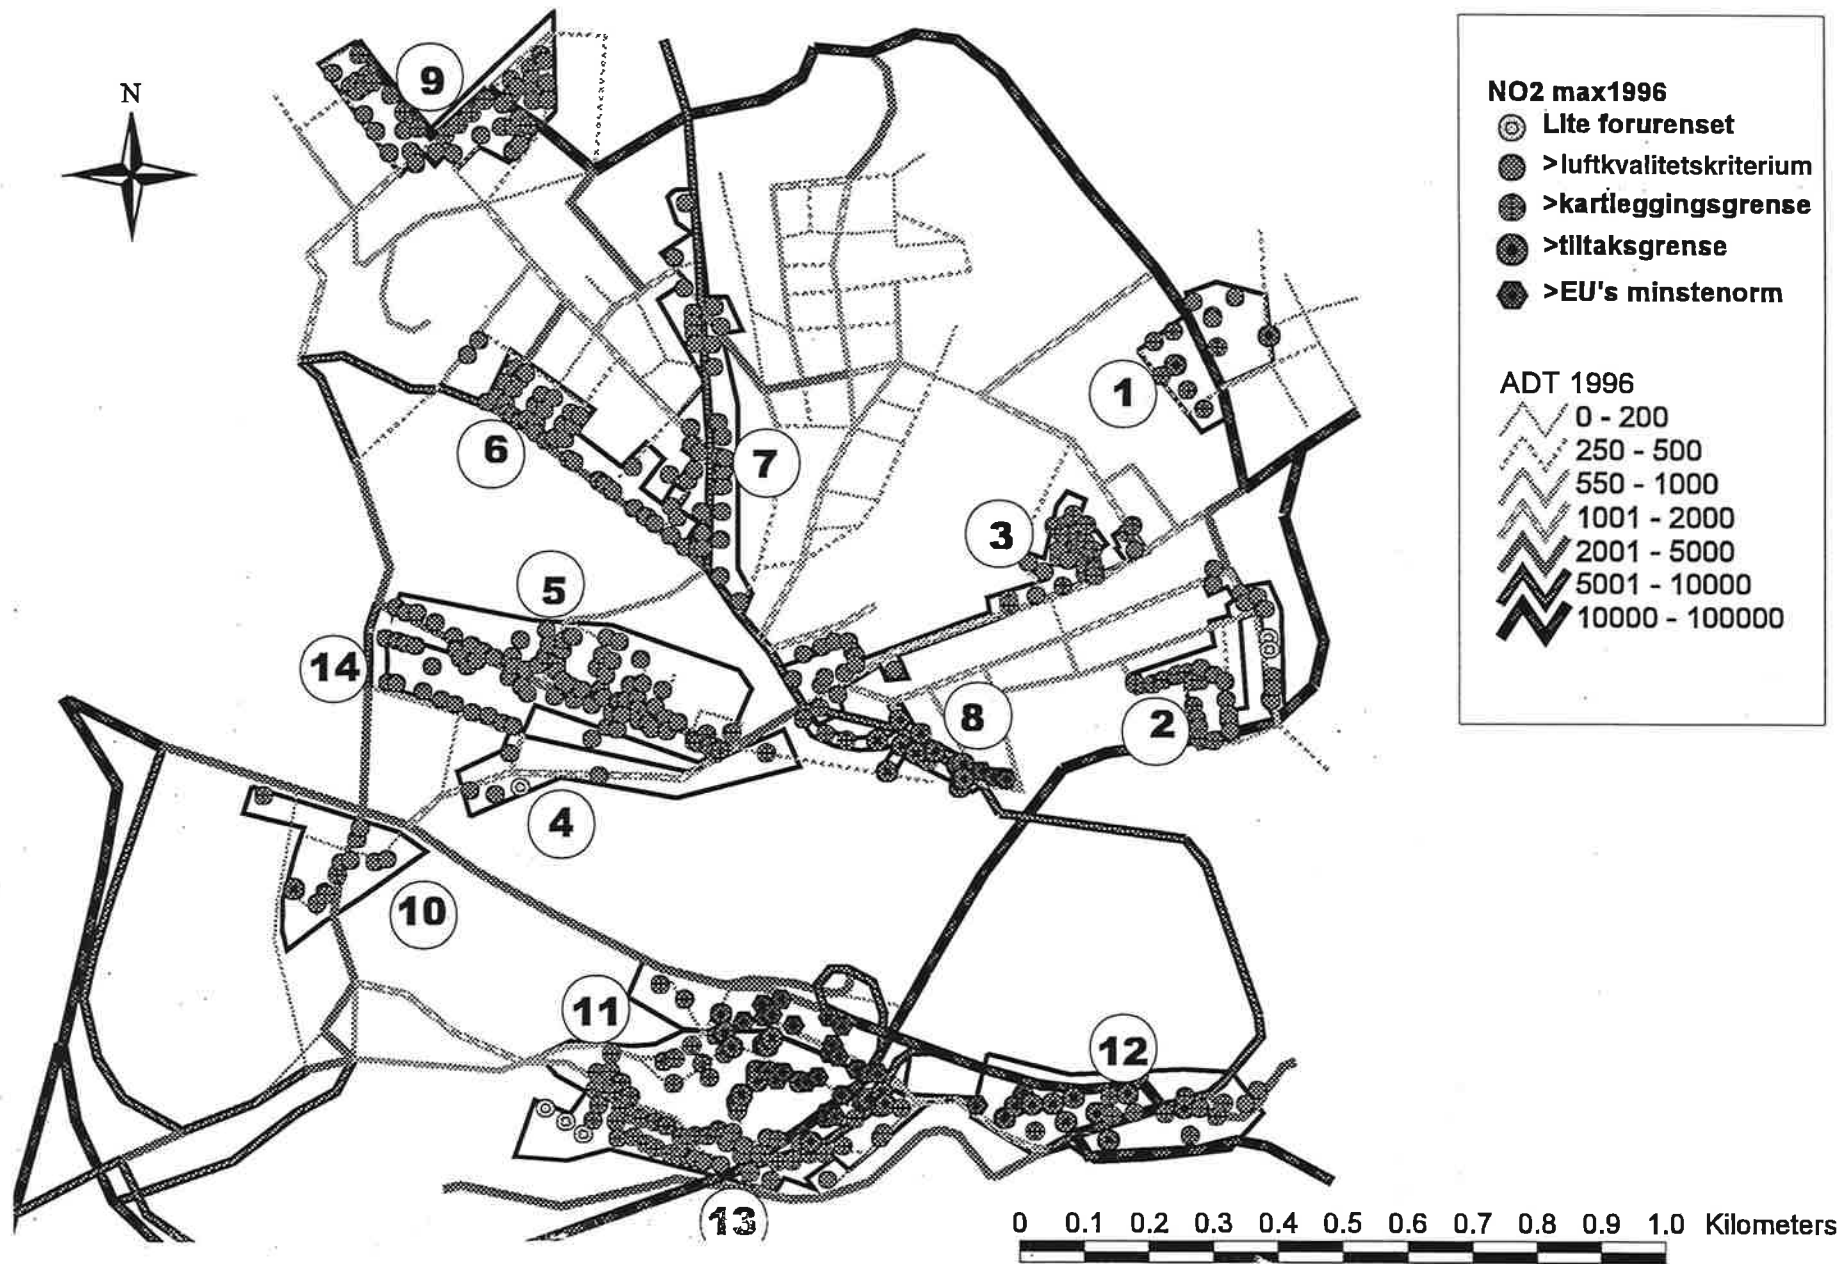 N
9
1
6
7
3
5
14
8
2
4
10
11
12
13
NO2 max1996
Lite forurenset
>luftkvalitetskriterium
>kartleggingsgrense
>tiltaksgrense
>EU's minstenorm
ADT 1996
0 - 200
250 - 500
550 - 1000
1001 - 2000
2001 - 5000
5001 - 10000
10000 - 100000
0 0.1 0.2 0.3 0.4 0.5 0.6 0.7 0.8 0.9 1.0 Kilometers